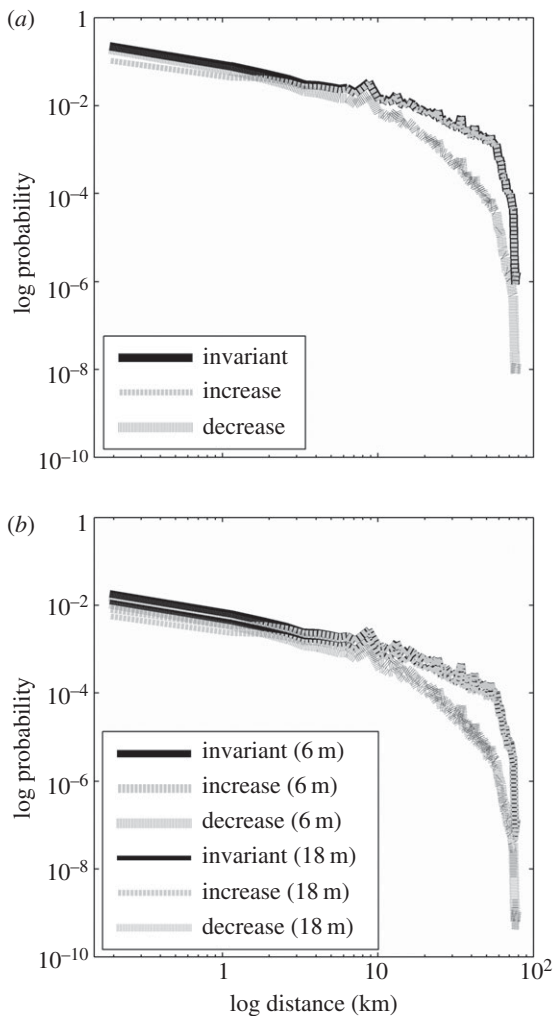 (a)
1
10⁻²
10⁻⁴
10⁻⁶
10⁻⁸
10⁻¹⁰
log probability
invariant
increase
decrease
(b)
1
10⁻²
10⁻⁴
10⁻⁶
10⁻⁸
10⁻¹⁰
log probability
invariant (6 m)
increase (6 m)
decrease (6 m)
invariant (18 m)
increase (18 m)
decrease (18 m)
1 10 10²
log distance (km)